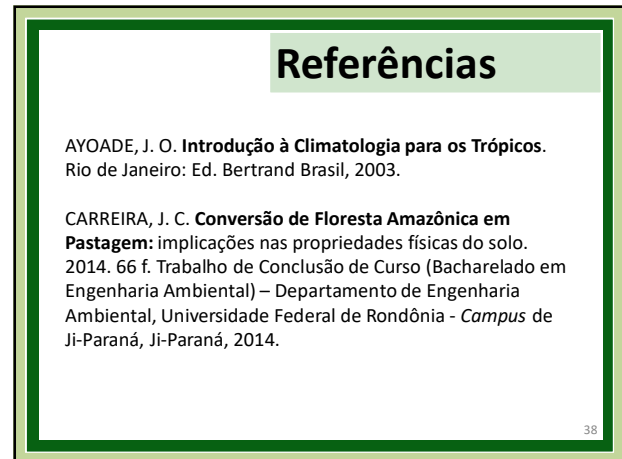 Referências
AYOADE, J. O. Introdução à Climatologia para os Trópicos.
Rio de Janeiro: Ed. Bertrand Brasil, 2003.
CARREIRA, J. C. Conversão de Floresta Amazônica em
Pastagem: implicações nas propriedades físicas do solo.
2014. 66 f. Trabalho de Conclusão de Curso (Bacharelado em
Engenharia Ambiental) – Departamento de Engenharia
Ambiental, Universidade Federal de Rondônia - Campus de
Ji-Paraná, Ji-Paraná, 2014.
38